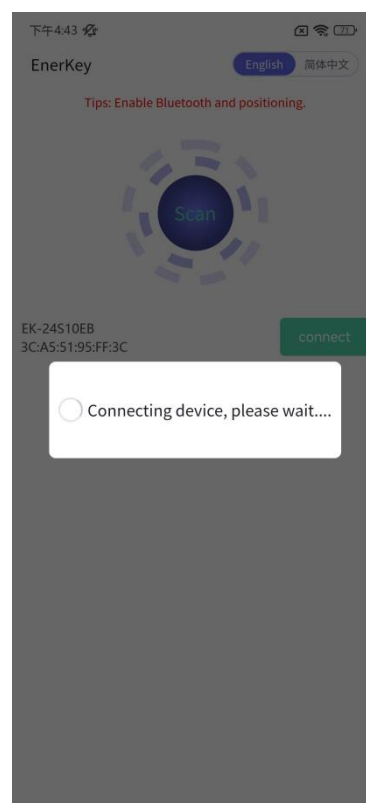 下午4:43
71
EnerKey
English 简体中文
Tips: Enable Bluetooth and positioning.
Scan
EK-24S10EB
3C:A5:51:95:FF:3C
connect
Connecting device, please wait....